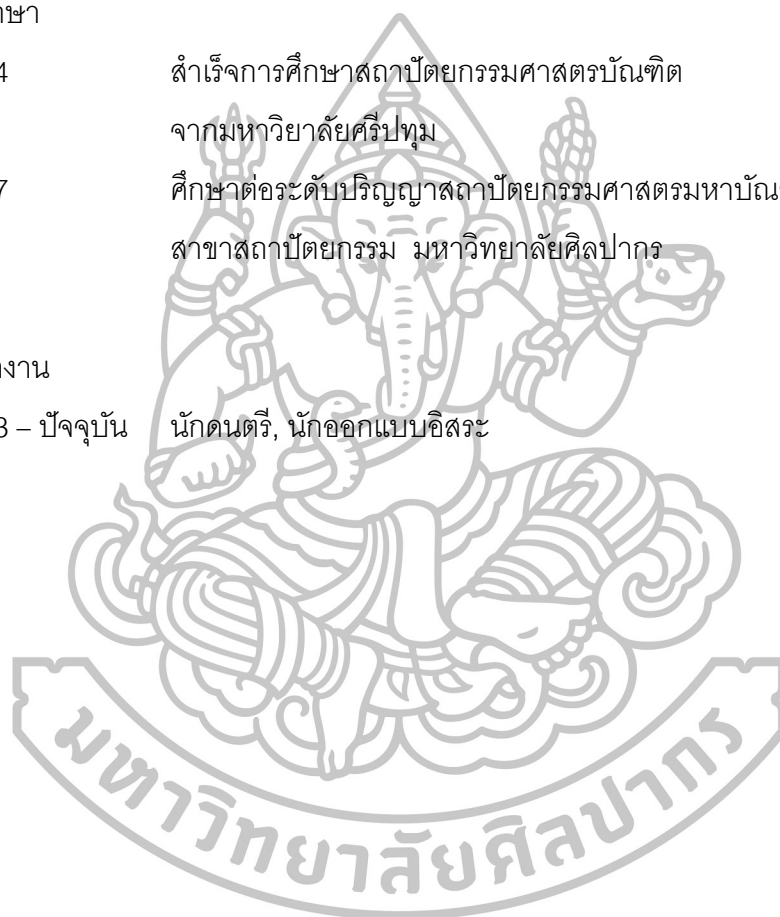 าษา
4 สำเร็จการศึกษาสถาปัตยกรรมศาสตรบัณฑิต
จากมหาวิยาลัยศรีปทุม
7 ศึกษาต่อระดับปริญญาสถาปัตยกรรมศาสตรมหาบัณ
สาขาสถาปัตยกรรม มหาวิทยาลัยศิลปากร
างาน
3 – ปัจจุบัน นักดนตรี, นักออกแบบอิสระ
มหาวิทยาลัยศิลปากร